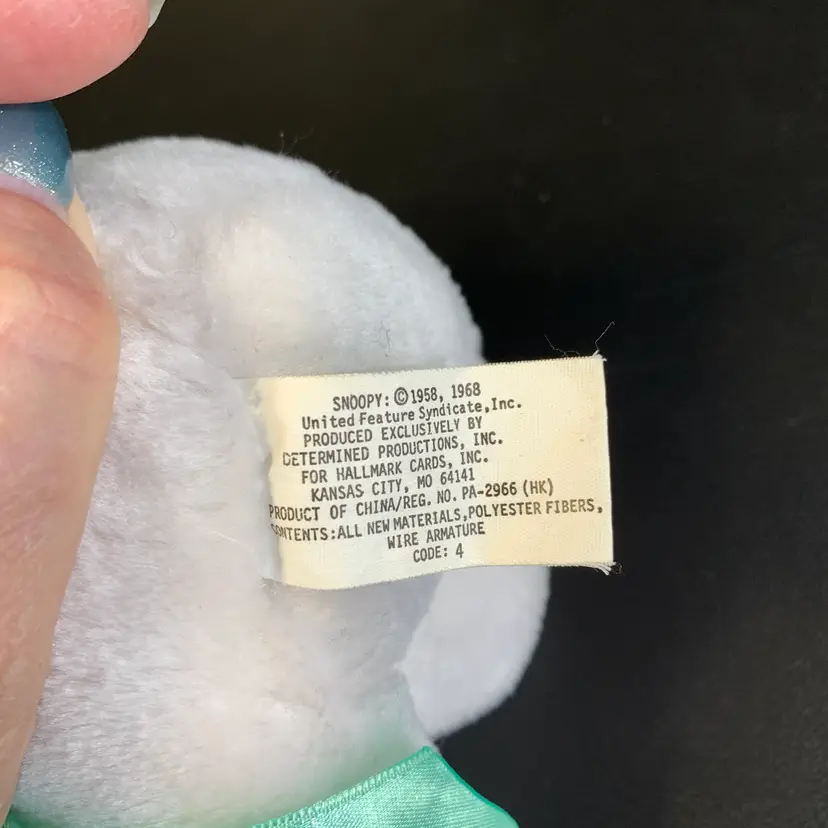 SNOOPY: ©1958, 1968
United Feature Syndicate, Inc.
PRODUCED EXCLUSIVELY BY
DETERMINED PRODUCTIONS, INC.
FOR HALLMARK CARDS, INC.
KANSAS CITY, MO 64141
PRODUCT OF CHINA/REG. NO. PA-2966 (HK)
CONTENTS:ALL NEW MATERIALS,POLYESTER FIBERS,
WIRE ARMATURE
CODE: 4